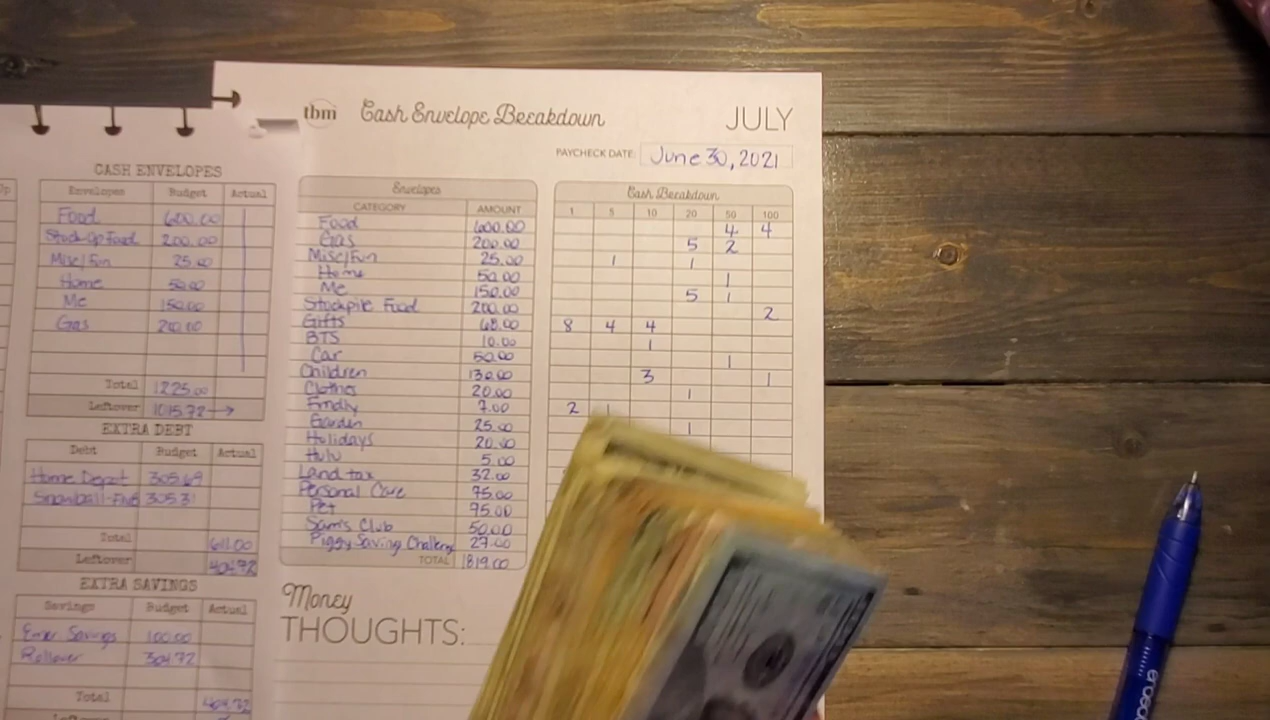 tbm Cash Envelope Breakdown JULY
PAYCHECK DATE: June 30, 2021
CASH ENVELOPES
Envelopes Budget Actual
Food 600.00
Stock-Up Food 200.00
Misc/Fun 25.00
Home 50.00
Me 150.00
Gas 200.00
Total 1225.00
Leftover 1015.72 →
EXTRA DEBT
Debt Budget Actual
Home Depot 305.69
305.31
Total 611.00
Leftover 404.72
EXTRA SAVINGS
Savings Budget Actual
Emer Savings 100.00
Rollover 304.72
Total 404.72
Envelopes
CATEGORY AMOUNT
Food 600.00
Gas 200.00
Misc/Fun 25.00
Home 50.00
Me 150.00
Stockpile Food 200.00
Gifts 68.00
BTS 10.00
Car 50.00
Children 130.00
Clothes 20.00
7.00
Garden 25.00
Holidays 20.00
Hulu 5.00
Land tax 32.00
Personal Care 75.00
Pet 75.00
Sam's Club 50.00
Piggy Saving Challenge 27.00
TOTAL 1819.00
Cash Breakdown
1 5 10 20 50 100
4 4
5 2
1 1
1
5 1
2
8 4 4
1
1
3 1
1
2 1
1
Money
THOUGHTS: